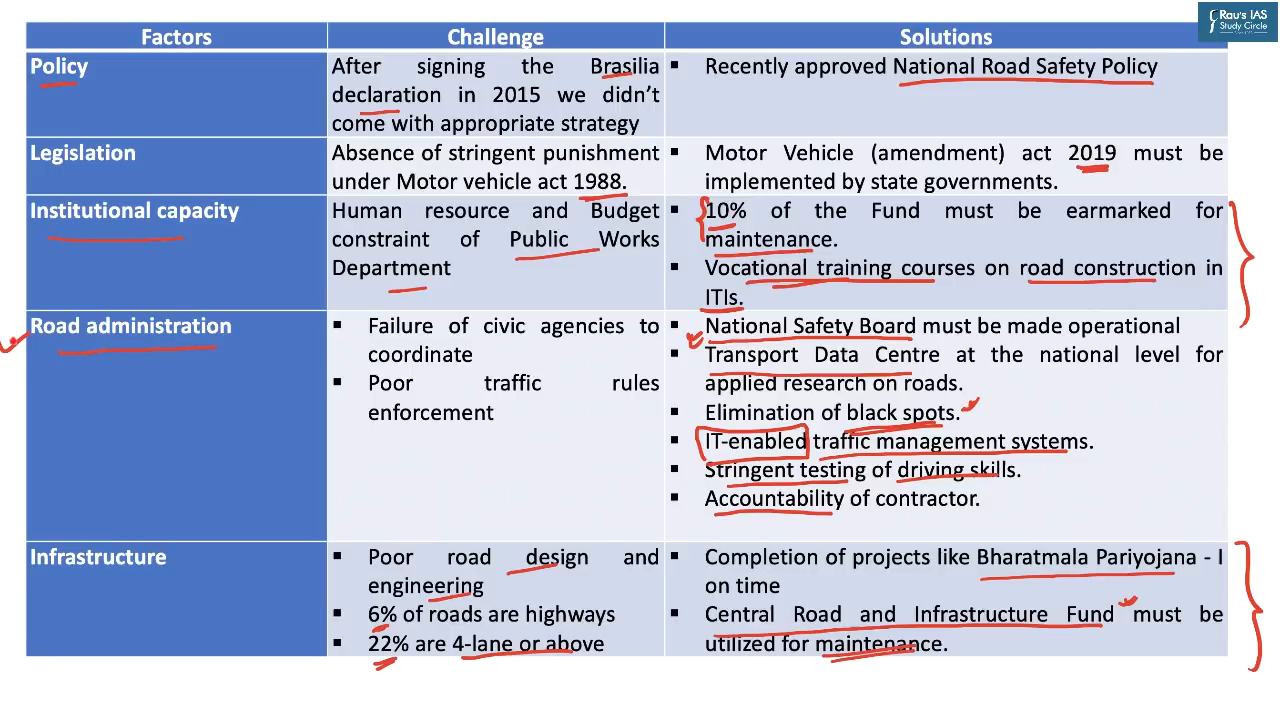 Rau's IAS
Study Circle
Factors
Challenge
Solutions
Policy
After signing the Brasilia
declaration in 2015 we didn't
come with appropriate strategy
▪ Recently approved National Road Safety Policy
Legislation
Absence of stringent punishment
under Motor vehicle act 1988.
▪ Motor Vehicle (amendment) act 2019 must be
implemented by state governments.
Institutional capacity
Human resource and Budget
constraint of Public Works
Department
▪ 10% of the Fund must be earmarked for
maintenance.
▪ Vocational training courses on road construction in
ITIs.
Road administration
▪ Failure of civic agencies to
coordinate
▪ Poor traffic rules
enforcement
▪ National Safety Board must be made operational
▪ Transport Data Centre at the national level for
applied research on roads.
▪ Elimination of black spots.
▪ IT-enabled traffic management systems.
▪ Stringent testing of driving skills.
▪ Accountability of contractor.
Infrastructure
▪ Poor road design and
engineering
▪ 6% of roads are highways
▪ 22% are 4-lane or above
▪ Completion of projects like Bharatmala Pariyojana - I
on time
▪ Central Road and Infrastructure Fund must be
utilized for maintenance.